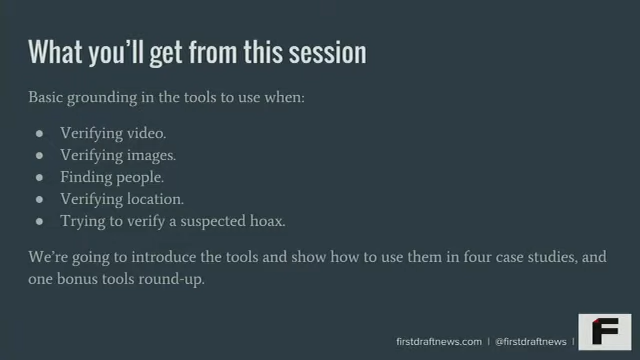 What you'll get from this session
Basic grounding in the tools to use when:
● Verifying video.
● Verifying images.
● Finding people.
● Verifying location.
● Trying to verify a suspected hoax.
We're going to introduce the tools and show how to use them in four case studies, and
one bonus tools round-up.
firstdraftnews.com | @firstdraftnews |
F